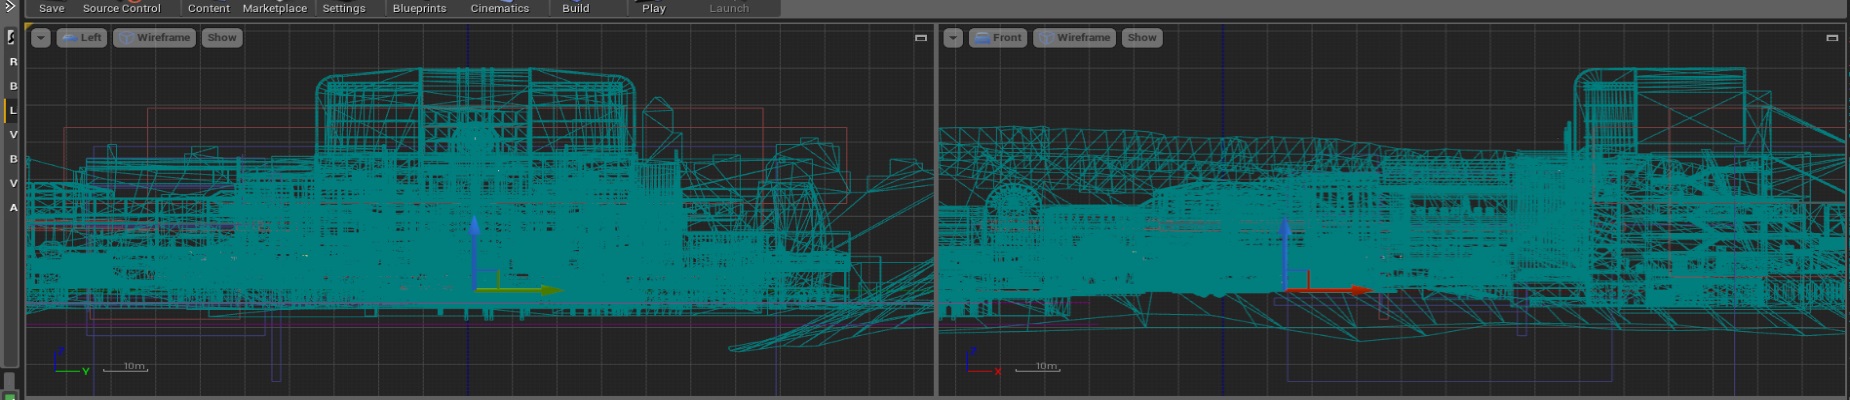 Save Source Control Content Marketplace Settings Blueprints Cinematics Build Play Launch
Left Wireframe Show
Front Wireframe Show
R
B
L
V
B
V
A
Z
Y
10m
Z
X
10m